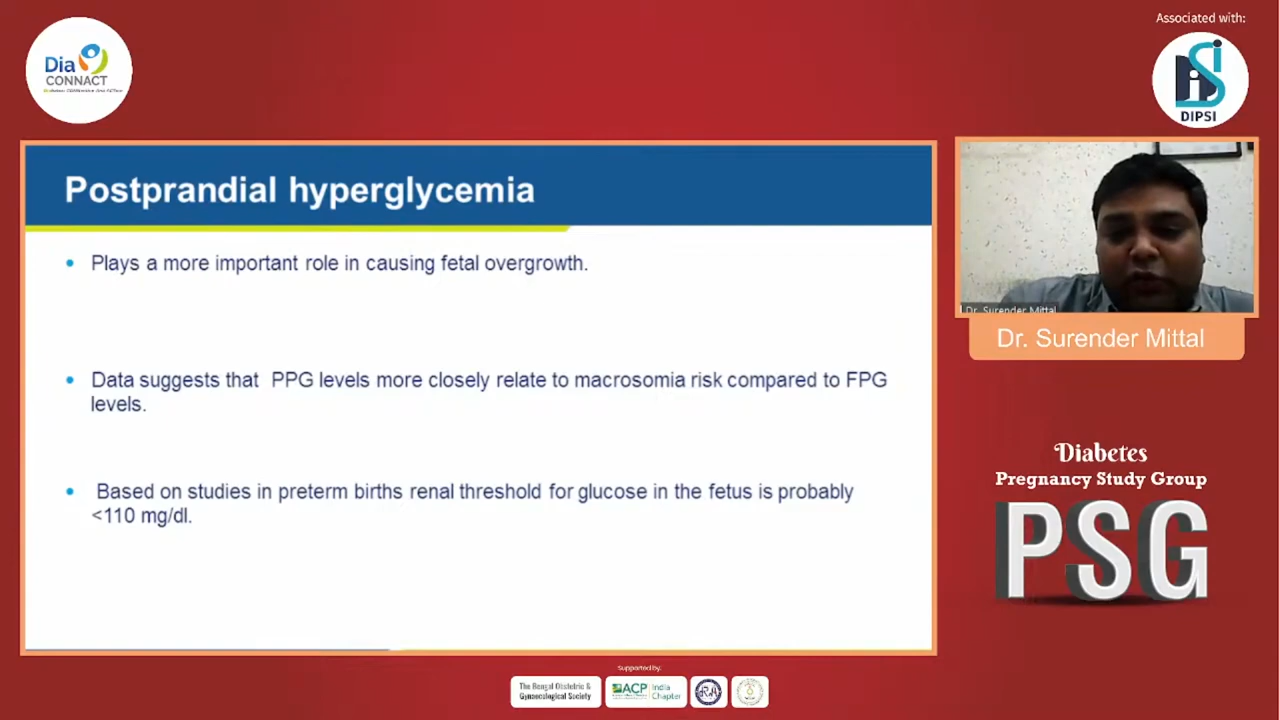 Associated with:
Dia
CONNACT
DIPSI
Postprandial hyperglycemia
Plays a more important role in causing fetal overgrowth.
Data suggests that PPG levels more closely relate to macrosomia risk compared to FPG
levels.
Based on studies in preterm births renal threshold for glucose in the fetus is probably
<110 mg/dl.
Dr. Surender Mittal
Dr. Surender Mittal
Diabetes
Pregnancy Study Group
PSG
Supported by:
The Bengal Obstetric &
Gynaecological Society
ACP India
Chapter